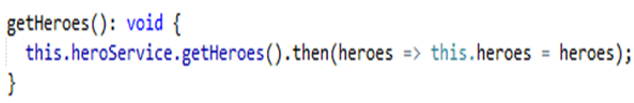 getHeroes(): void {
  this.heroService.getHeroes().then(heroes => this.heroes = heroes);
}